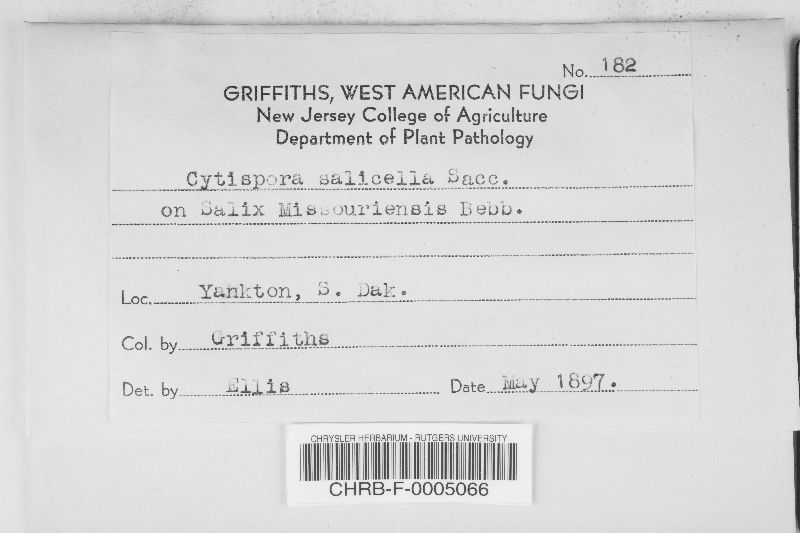 No. 182
GRIFFITHS, WEST AMERICAN FUNGI
New Jersey College of Agriculture
Department of Plant Pathology
Cytispora salicella Sacc.
on Salix Missouriensis Bebb.
Loc. Yankton, S. Dak.
Col. by Griffiths
Det. by Ellis Date May 1897.
CHRYSLER HERBARIUM - RUTGERS UNIVERSITY
CHRB-F-0005066